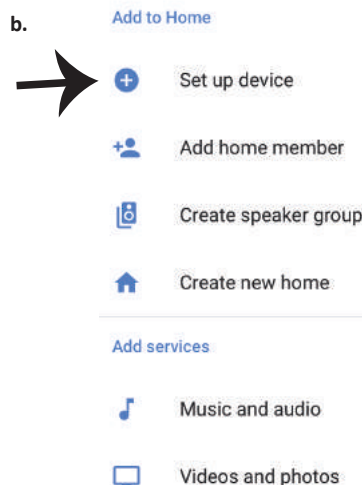 b.
Add to Home
Set up device
Add home member
Create speaker group
Create new home
Add services
Music and audio
Videos and photos